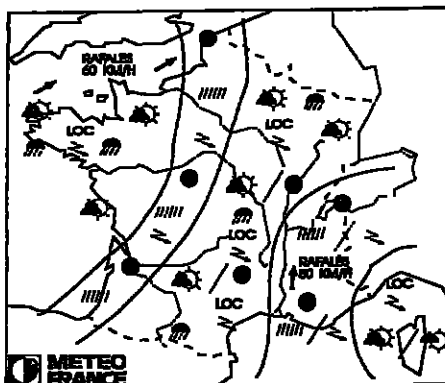 RAFALES
60 KM/H
LOC
LOC
LOC
RAFALES
80 KM/H
LOC
LOC
METEO
FRANCE